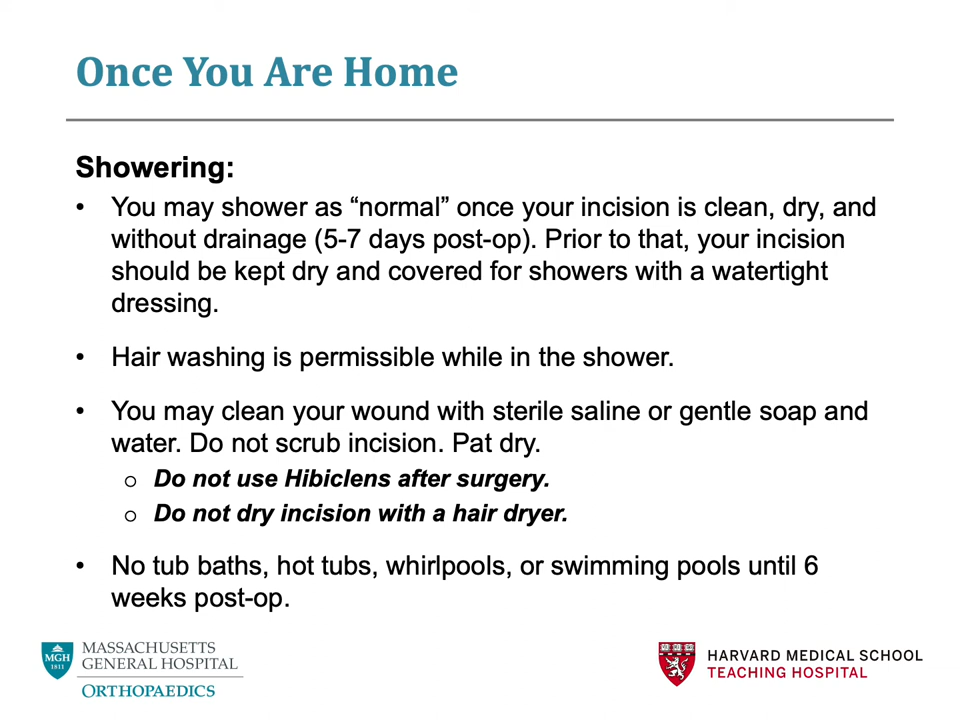 Once You Are Home
Showering:
• You may shower as “normal” once your incision is clean, dry, and
without drainage (5-7 days post-op). Prior to that, your incision
should be kept dry and covered for showers with a watertight
dressing.
• Hair washing is permissible while in the shower.
• You may clean your wound with sterile saline or gentle soap and
water. Do not scrub incision. Pat dry.
o Do not use Hibiclens after surgery.
o Do not dry incision with a hair dryer.
• No tub baths, hot tubs, whirlpools, or swimming pools until 6
weeks post-op.
MGH
1811
MASSACHUSETTS
GENERAL HOSPITAL
ORTHOPAEDICS
HARVARD MEDICAL SCHOOL
TEACHING HOSPITAL